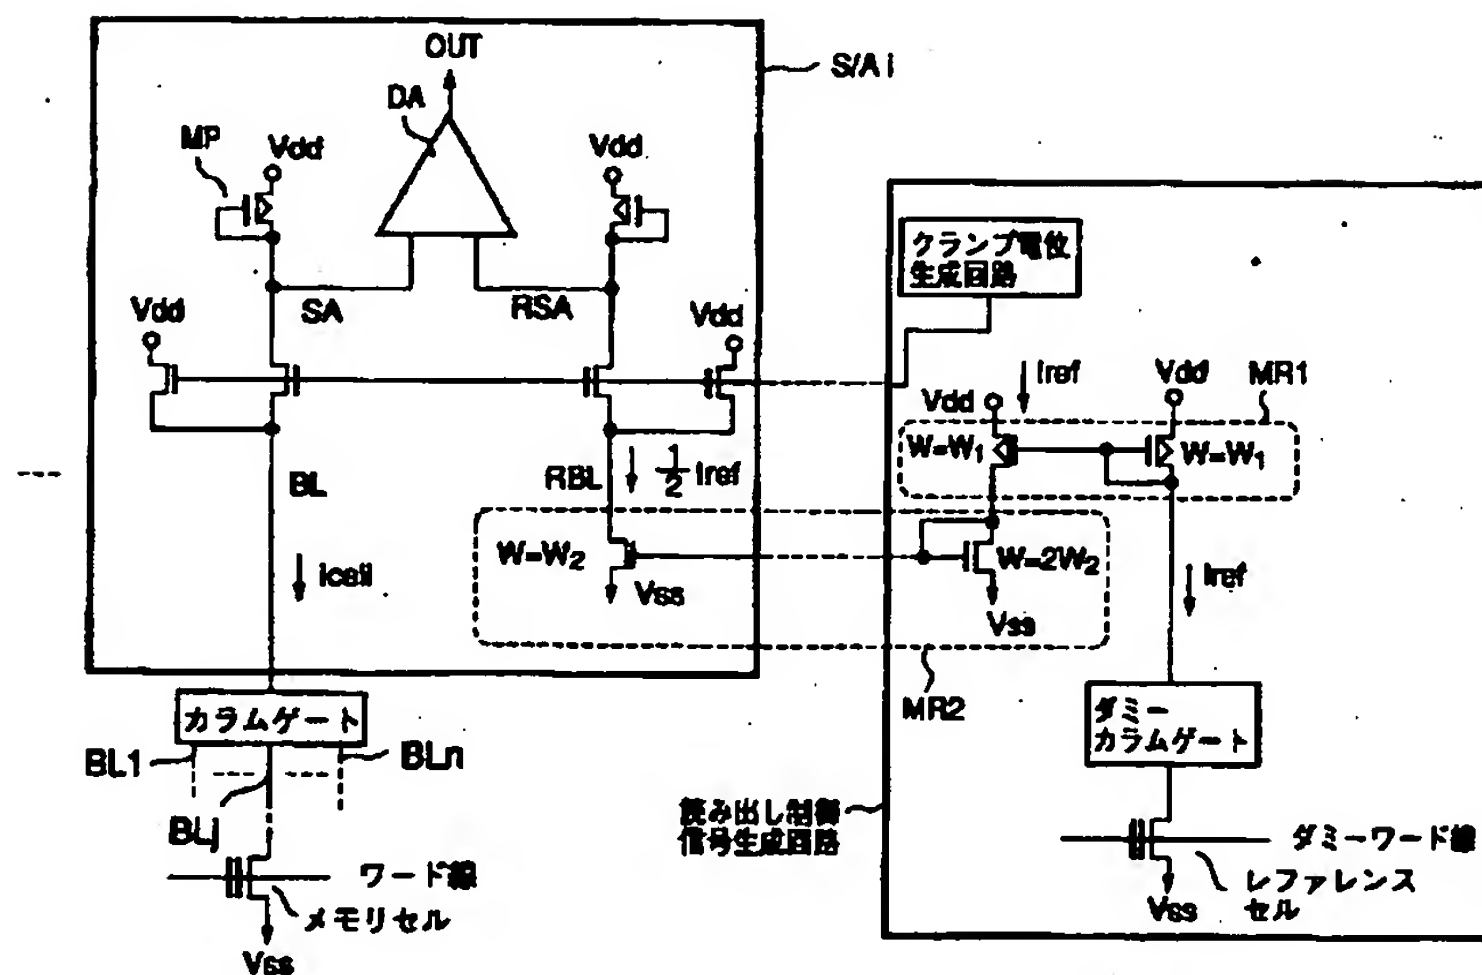 OUT
S/Ai
DA
MP
Vdd
Vdd
クランプ電位
生成回路
SA
RSA
Vdd
Vdd
Iref
Vdd
Vdd
MR1
W=W1
W=W1
BL
RBL
1/2 Iref
W=W2
W=2W2
Icell
Vss
Vss
Iref
MR2
カラムゲート
ダミー
カラムゲート
BL1
BLn
BLj
読み出し制御
信号生成回路
ワード線
メモリセル
Vss
ダミーワード線
レファレンス
セル
Vss